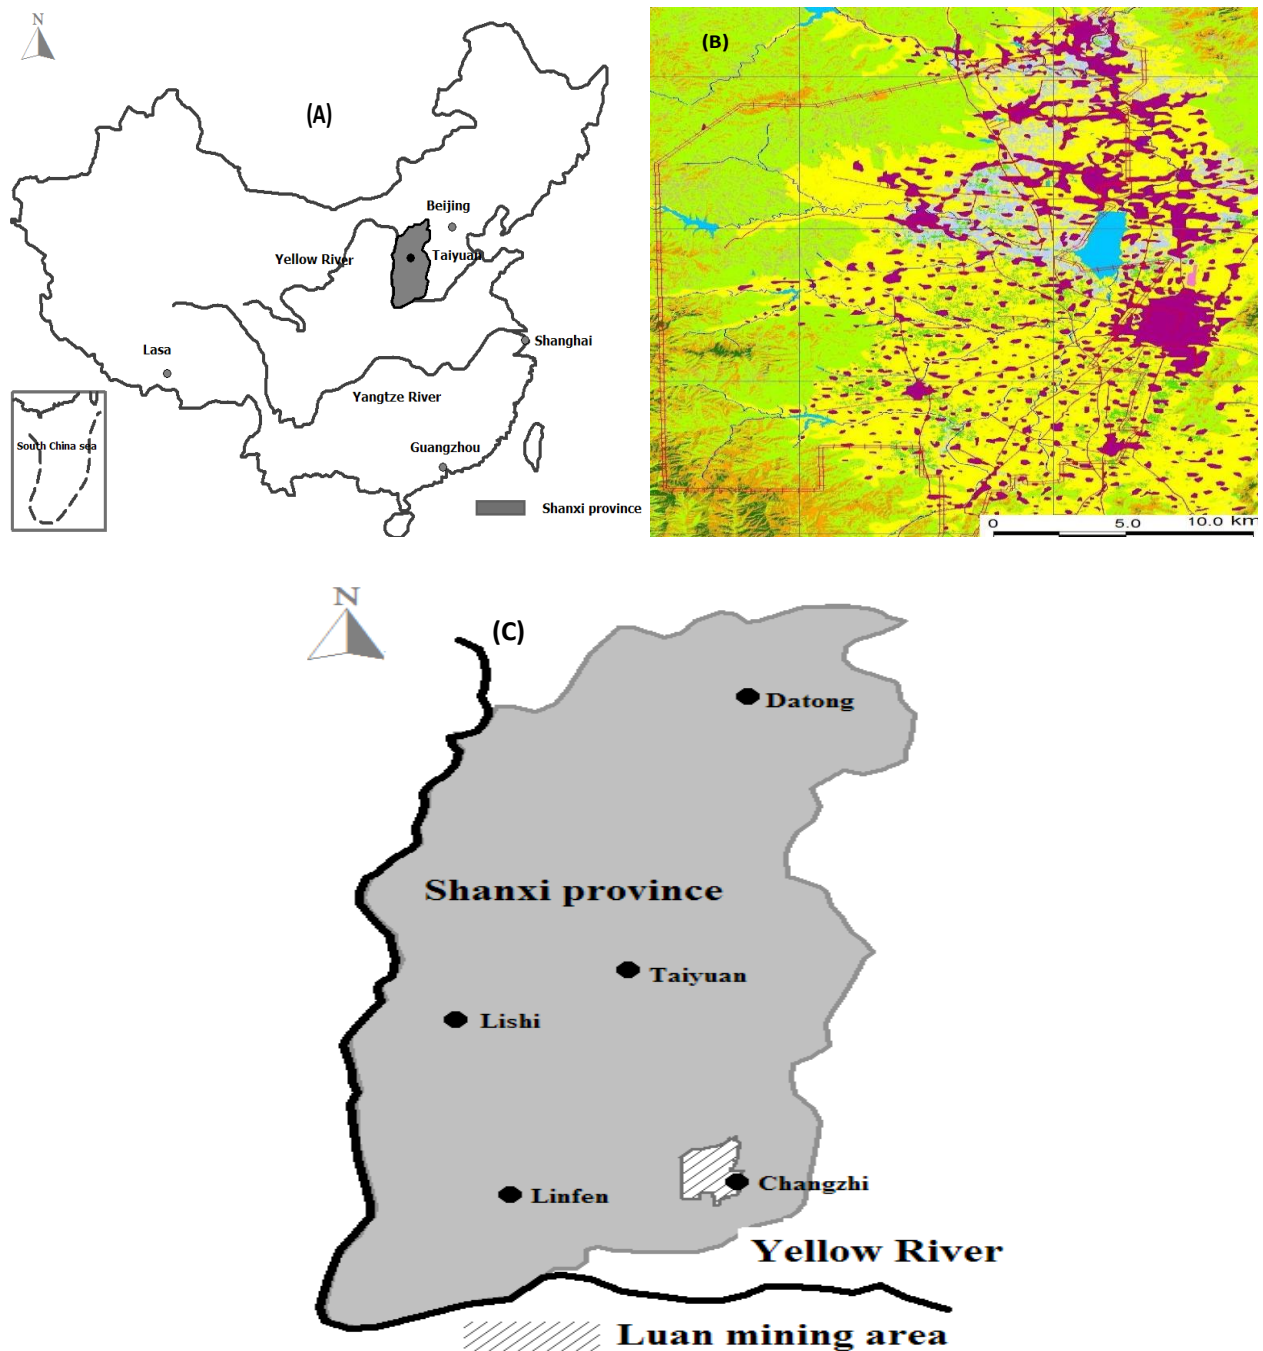 N
(A)
Beijing
Yellow River
Taiyuan
Shanghai
Lasa
Yangtze River
South China sea
Guangzhou
Shanxi province
(B)
0 5.0 10.0 km
N
(C)
Datong
Shanxi province
Taiyuan
Lishi
Changzhi
Linfen
Yellow River
Luan mining area